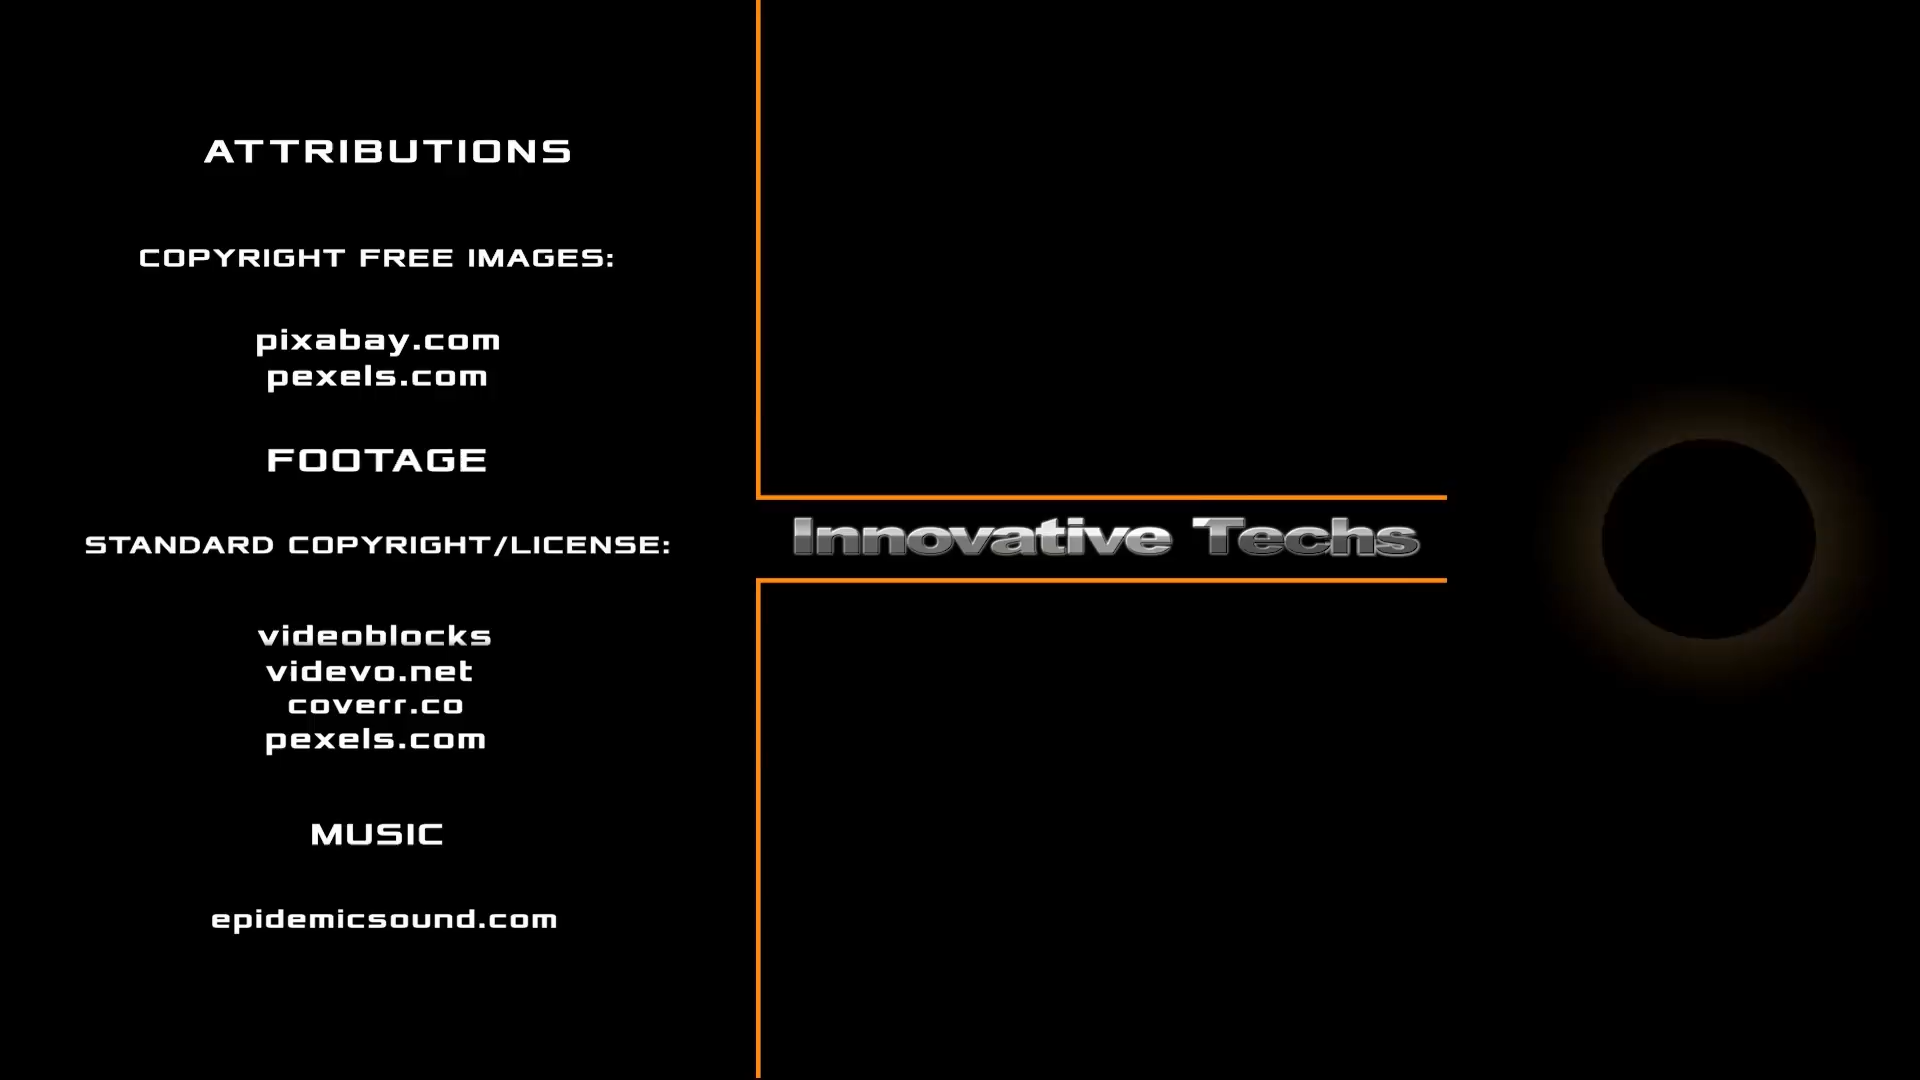 ATTRIBUTIONS
COPYRIGHT FREE IMAGES:
pixabay.com
pexels.com
FOOTAGE
STANDARD COPYRIGHT/LICENSE:
videoblocks
videvo.net
coverr.co
pexels.com
MUSIC
epidemicsound.com
Innovative Techs